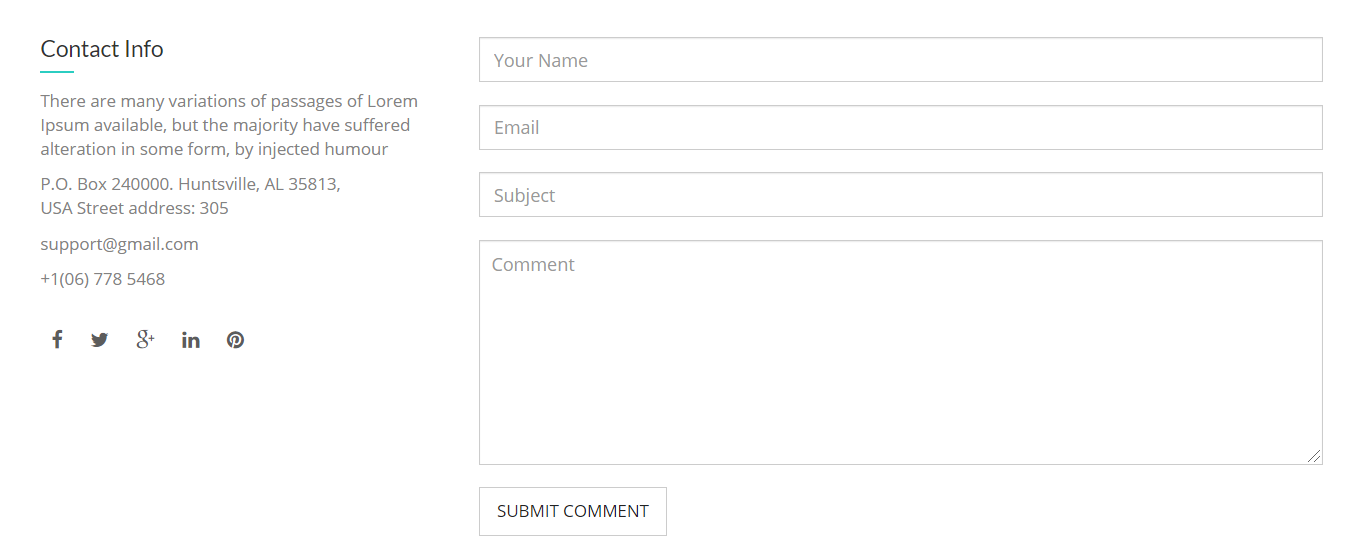 Contact Info
There are many variations of passages of Lorem
Ipsum available, but the majority have suffered
alteration in some form, by injected humour
P.O. Box 240000. Huntsville, AL 35813,
USA Street address: 305
support@gmail.com
+1(06) 778 5468
Your Name
Email
Subject
Comment
SUBMIT COMMENT